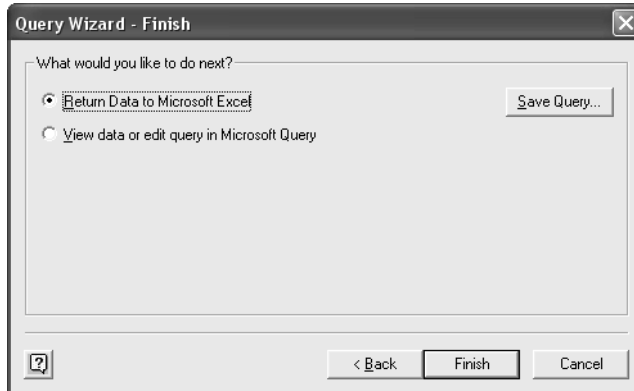 Query Wizard - Finish
What would you like to do next?
Return Data to Microsoft Excel
Save Query...
View data or edit query in Microsoft Query
?
< Back
Finish
Cancel